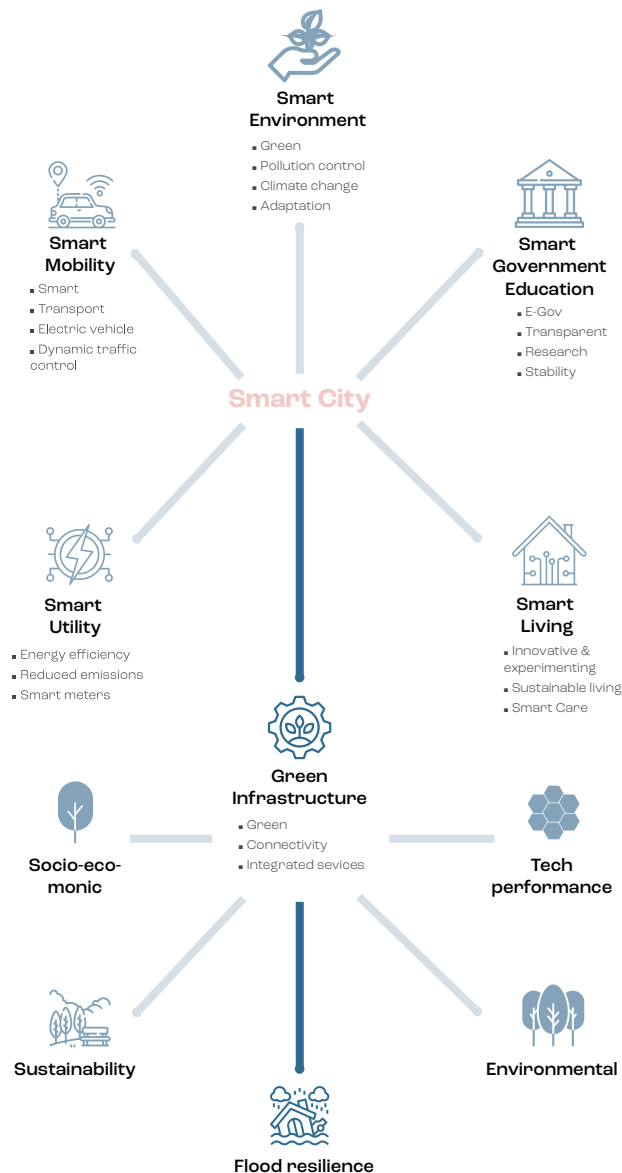 Smart
Environment
▪ Green
▪ Pollution control
▪ Climate change
▪ Adaptation
Smart
Mobility
▪ Smart
▪ Transport
▪ Electric vehicle
▪ Dynamic traffic
control
Smart
Government
Education
▪ E-Gov
▪ Transparent
▪ Research
▪ Stability
Smart City
Smart
Utility
▪ Energy efficiency
▪ Reduced emissions
▪ Smart meters
Smart
Living
▪ Innovative &
experimenting
▪ Sustainable living
▪ Smart Care
Green
Infrastructure
▪ Green
▪ Connectivity
▪ Integrated sevices
Socio-eco-
monic
Tech
performance
Sustainability
Environmental
Flood resilience